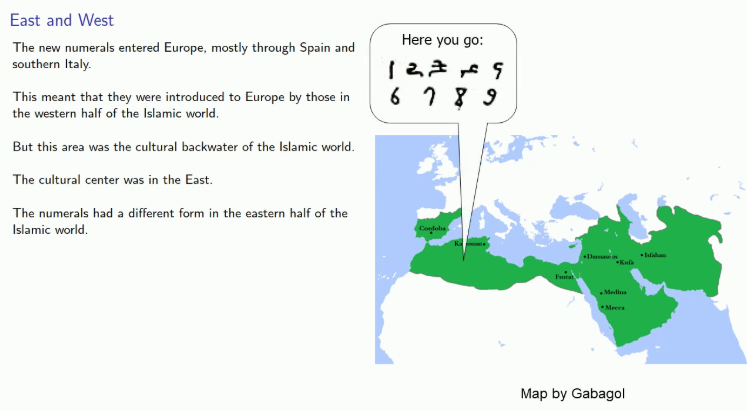 East and West
The new numerals entered Europe, mostly through Spain and
southern Italy.
This meant that they were introduced to Europe by those in
the western half of the Islamic world.
But this area was the cultural backwater of the Islamic world.
The cultural center was in the East.
The numerals had a different form in the eastern half of the
Islamic world.
Here you go:
1 2 3 4 5
6 7 8 9
Cordoba
Damascus
Kufa
Isfahan
Fustat
Medina
Mecca
Map by Gabagol